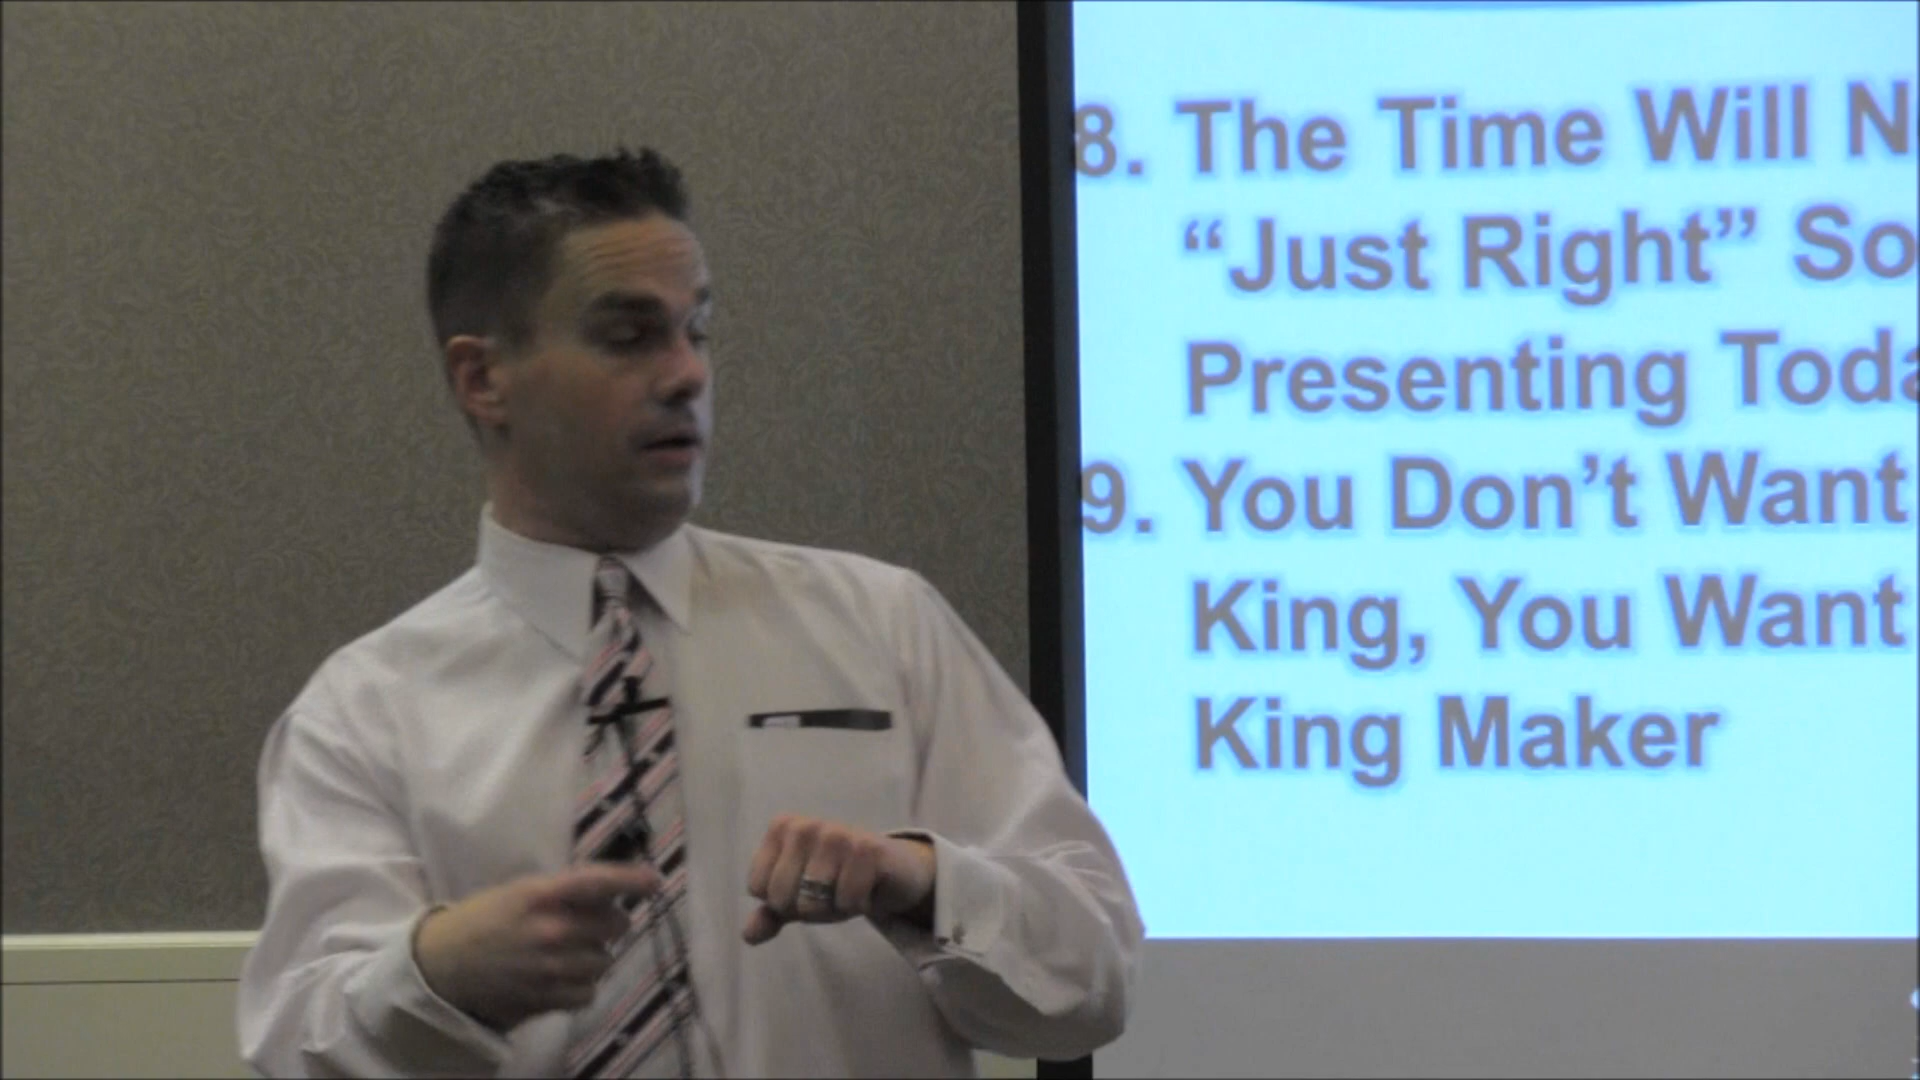 8. The Time Will N
“Just Right” So
Presenting Toda
9. You Don’t Want
King, You Want
King Maker